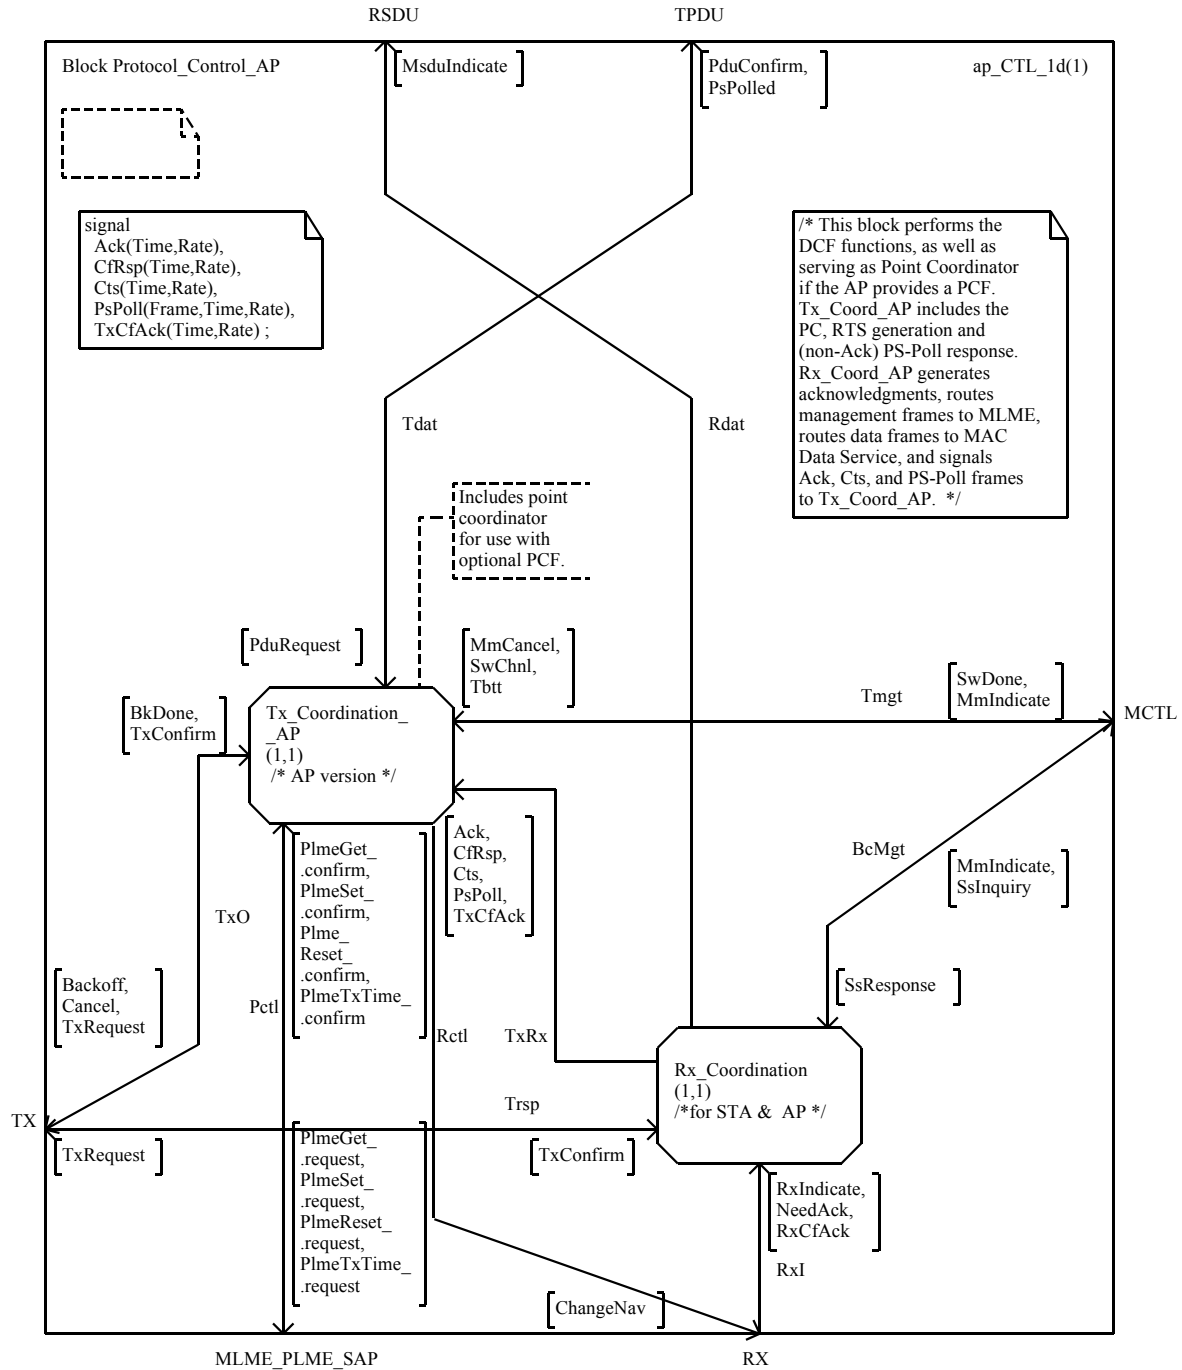 RSDU
TPDU
Block Protocol_Control_AP
MsduIndicate
PduConfirm,
PsPolled
ap_CTL_1d(1)
signal
Ack(Time,Rate),
CfRsp(Time,Rate),
Cts(Time,Rate),
PsPoll(Frame,Time,Rate),
TxCfAck(Time,Rate) ;
/* This block performs the
DCF functions, as well as
serving as Point Coordinator
if the AP provides a PCF.
Tx_Coord_AP includes the
PC, RTS generation and
(non-Ack) PS-Poll response.
Rx_Coord_AP generates
acknowledgments, routes
management frames to MLME,
routes data frames to MAC
Data Service, and signals
Ack, Cts, and PS-Poll frames
to Tx_Coord_AP. */
Tdat
Rdat
Includes point
coordinator
for use with
optional PCF.
PduRequest
MmCancel,
SwChnl,
Tbtt
Tmgt
SwDone,
MmIndicate
MCTL
BkDone,
TxConfirm
Tx_Coordination_
_AP
(1,1)
/* AP version */
PlmeGet_
.confirm,
PlmeSet_
.confirm,
Plme_
Reset_
.confirm,
PlmeTxTime_
.confirm
Ack,
CfRsp,
Cts,
PsPoll,
TxCfAck
BcMgt
MmIndicate,
SsInquiry
TxO
Backoff,
Cancel,
TxRequest
Pctl
Rctl
TxRx
SsResponse
Rx_Coordination
(1,1)
/*for STA & AP */
Trsp
TX
TxRequest
PlmeGet_
.request,
PlmeSet_
.request,
PlmeReset_
.request,
PlmeTxTime_
.request
TxConfirm
RxIndicate,
NeedAck,
RxCfAck
RxI
ChangeNav
MLME_PLME_SAP
RX